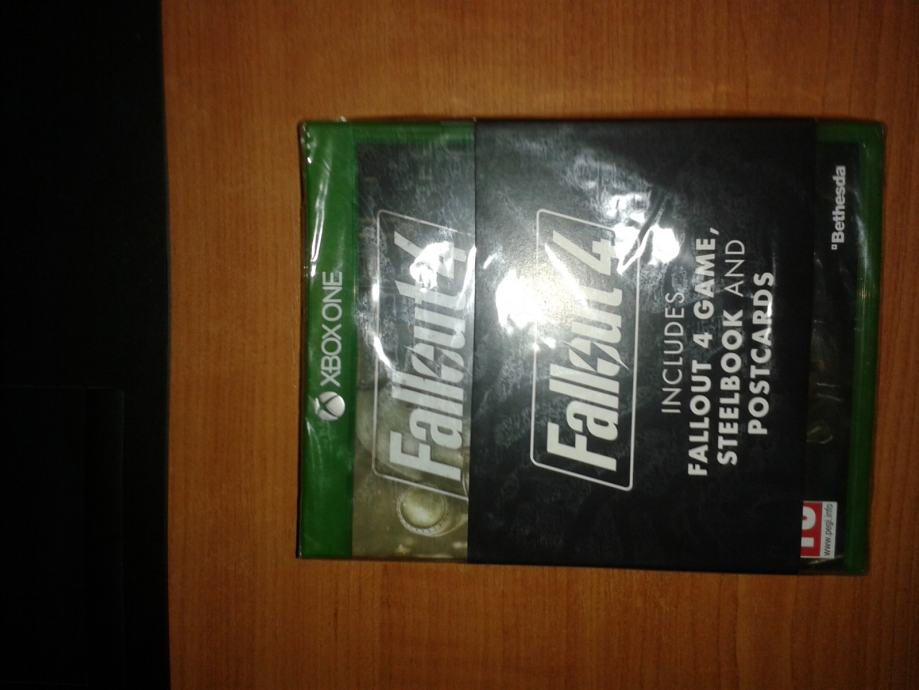 XBOX ONE
Fallout 4
Fallout 4
INCLUDES
FALLOUT 4 GAME,
STEELBOOK AND
POSTCARDS
Bethesda
www.pegi.info